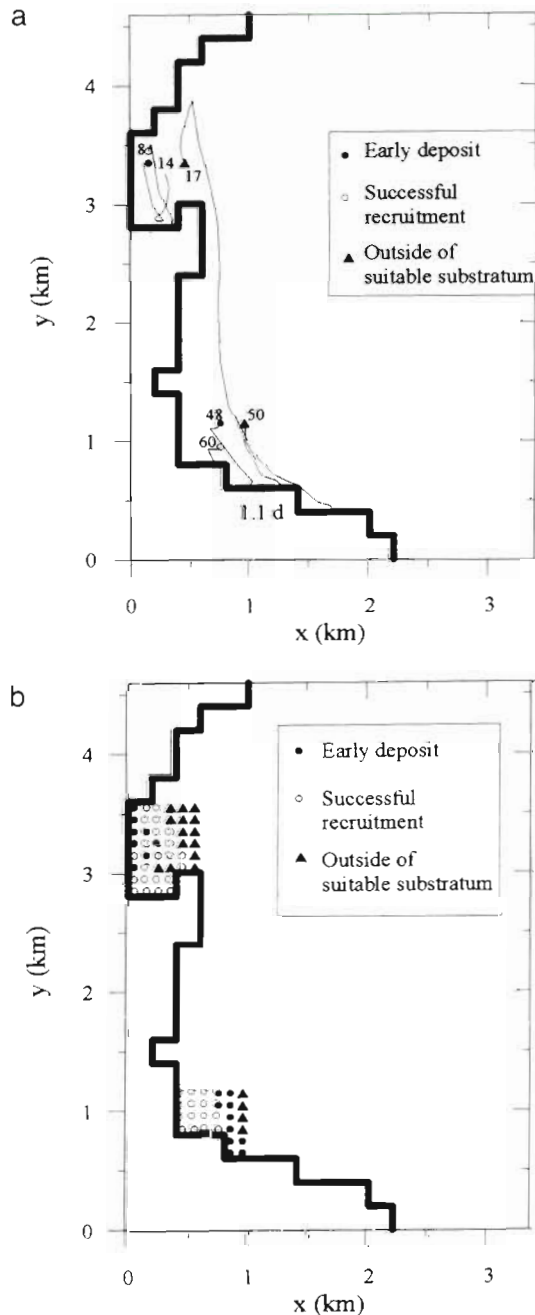 a
4
3
2
1
0
y (km)
8
14
17
48
50
60
1.1 d
Early deposit
Successful
recruitment
Outside of
suitable substratum
0
1
2
3
x (km)
b
4
3
2
1
0
y (km)
Early deposit
Successful
recruitment
Outside of
suitable substratum
0
1
2
3
x (km)